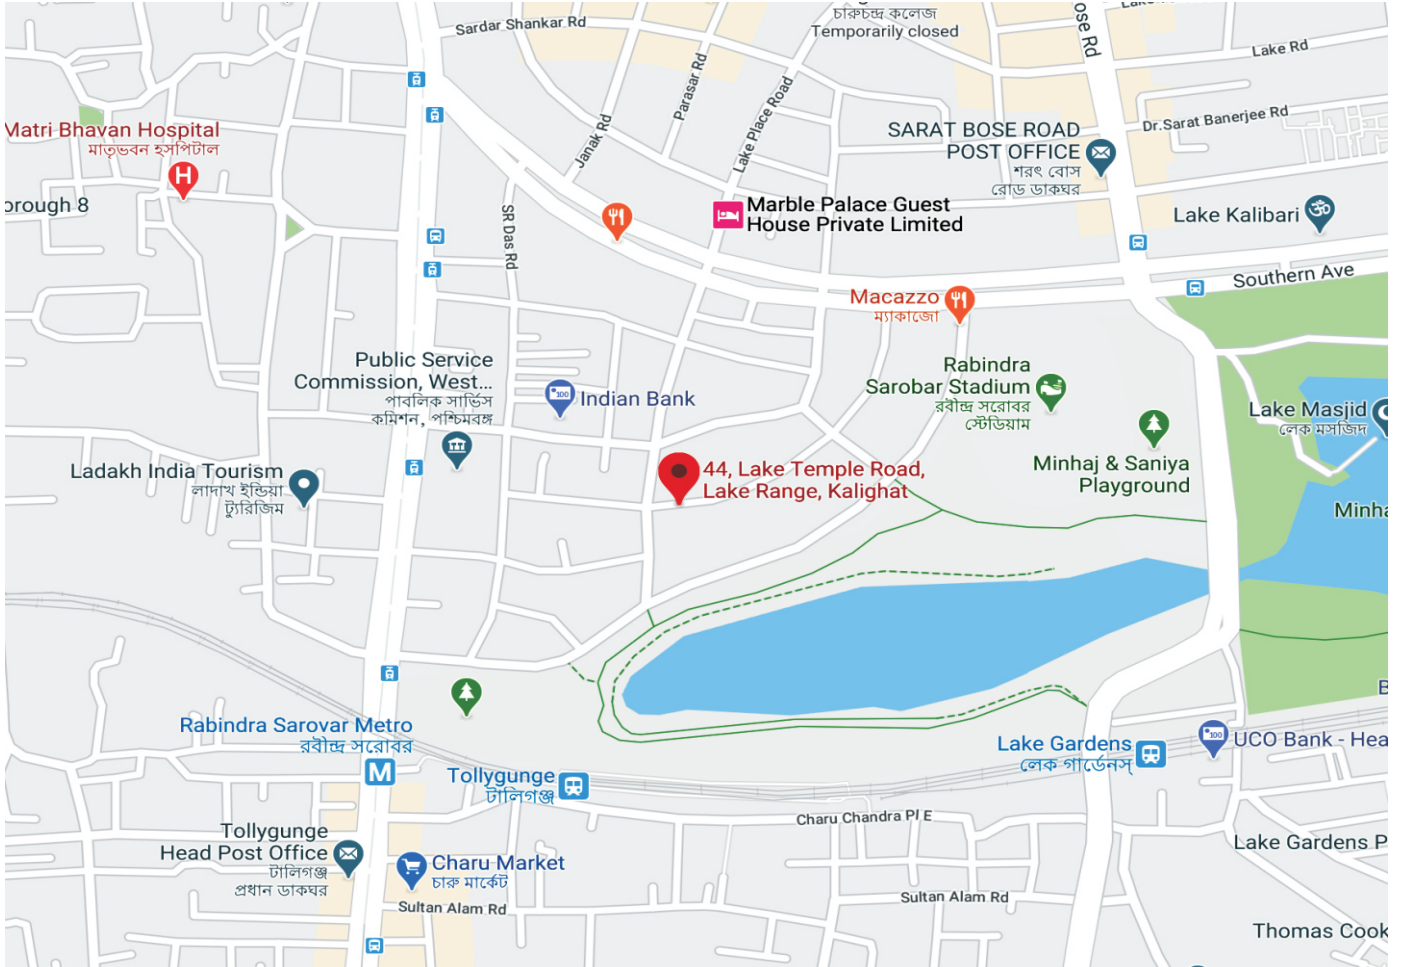 Sardar Shankar Rd
চারুচন্দ্র কলেজ
Temporarily closed
ose Rd
Lake Rd
Parasar Rd
Lake Place Road
Janak Rd
Dr.Sarat Banerjee Rd
Matri Bhavan Hospital
মাতৃভবন হসপিটাল
H
SARAT BOSE ROAD
POST OFFICE
শরৎ বোস
রোড ডাকঘর
orough 8
SR Das Rd
Marble Palace Guest
House Private Limited
Lake Kalibari
Southern Ave
Macazzo
ম্যাকাজো
Public Service
Commission, West...
পাবলিক সার্ভিস
কমিশন, পশ্চিমবঙ্গ
Indian Bank
Rabindra
Sarobar Stadium
রবীন্দ্র সরোবর
স্টেডিয়াম
Lake Masjid
লেক মসজিদ
Minhaj & Saniya
Playground
Ladakh India Tourism
লাদাখ ইন্ডিয়া
ট্যুরিজিম
44, Lake Temple Road,
Lake Range, Kalighat
Minha
Rabindra Sarovar Metro
রবীন্দ্র সরোবর
M
Tollygunge
টালিগঞ্জ
Lake Gardens
লেক গার্ডেনস্
UCO Bank - Hea
Charu Chandra Pl E
Tollygunge
Head Post Office
টালিগঞ্জ
প্রধান ডাকঘর
Charu Market
চারু মার্কেট
Lake Gardens P
Sultan Alam Rd
Sultan Alam Rd
Thomas Cook